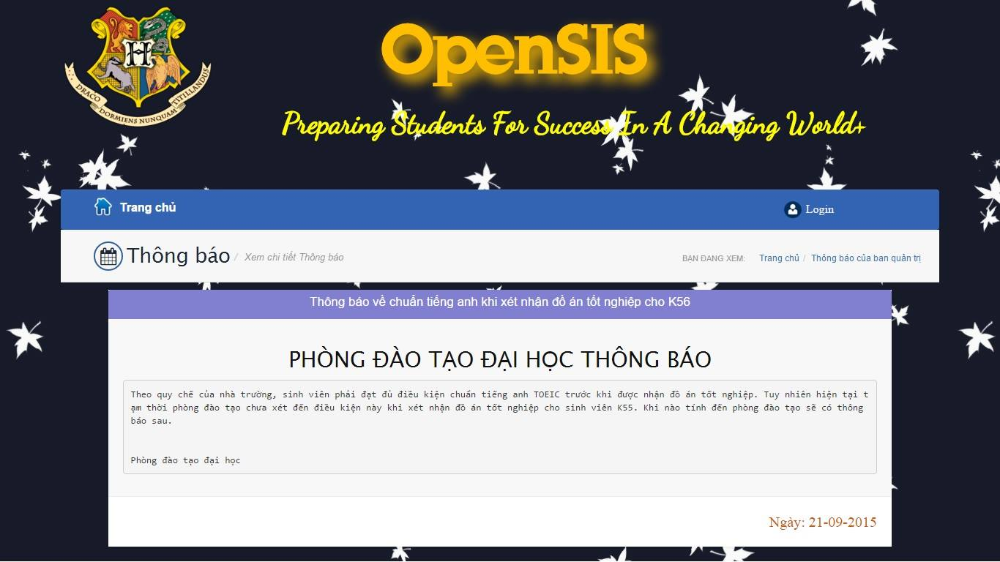 DRACO DORMIENS NUNQUAM TITILLANDUS
H
OpenSIS
Preparing Students For Success In A Changing World+
Trang chủ
Login
Thông báo / Xem chi tiết Thông báo
BẠN ĐANG XEM: Trang chủ / Thông báo của ban quản trị
Thông báo về chuẩn tiếng anh khi xét nhận đồ án tốt nghiệp cho K56
PHÒNG ĐÀO TẠO ĐẠI HỌC THÔNG BÁO
Theo quy chế của nhà trường, sinh viên phải đạt đủ điều kiện chuẩn tiếng anh TOEIC trước khi được nhận đồ án tốt nghiệp. Tuy nhiên hiện tại t
ạm thời phòng đào tạo chưa xét đến điều kiện này khi xét nhận đồ án tốt nghiệp cho sinh viên K55. Khi nào tính đến phòng đào tạo sẽ có thông
báo sau.
Phòng đào tạo đại học
Ngày: 21-09-2015